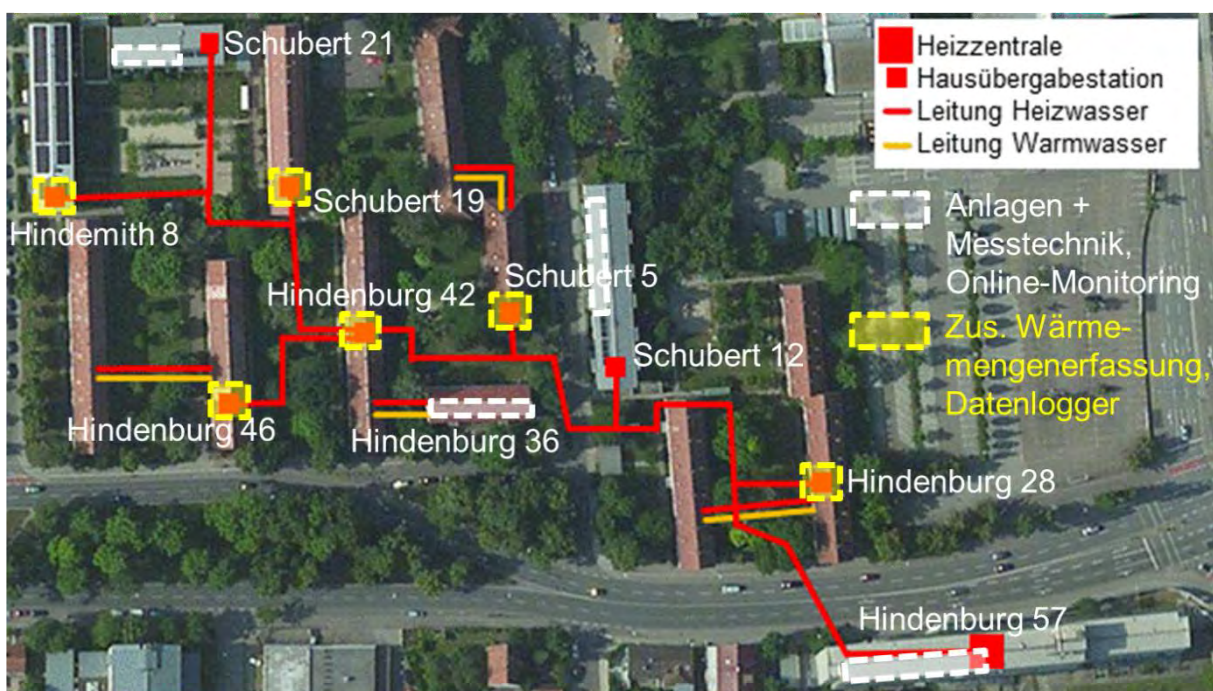 Schubert 21
Heizzentrale
Hausübergabestation
Leitung Heizwasser
Leitung Warmwasser
Schubert 19
Hindemith 8
Anlagen +
Messtechnik,
Online-Monitoring
Schubert 5
Hindenburg 42
Zus. Wärme-
mengenerfassung,
Datenlogger
Schubert 12
Hindenburg 46
Hindenburg 36
Hindenburg 28
Hindenburg 57